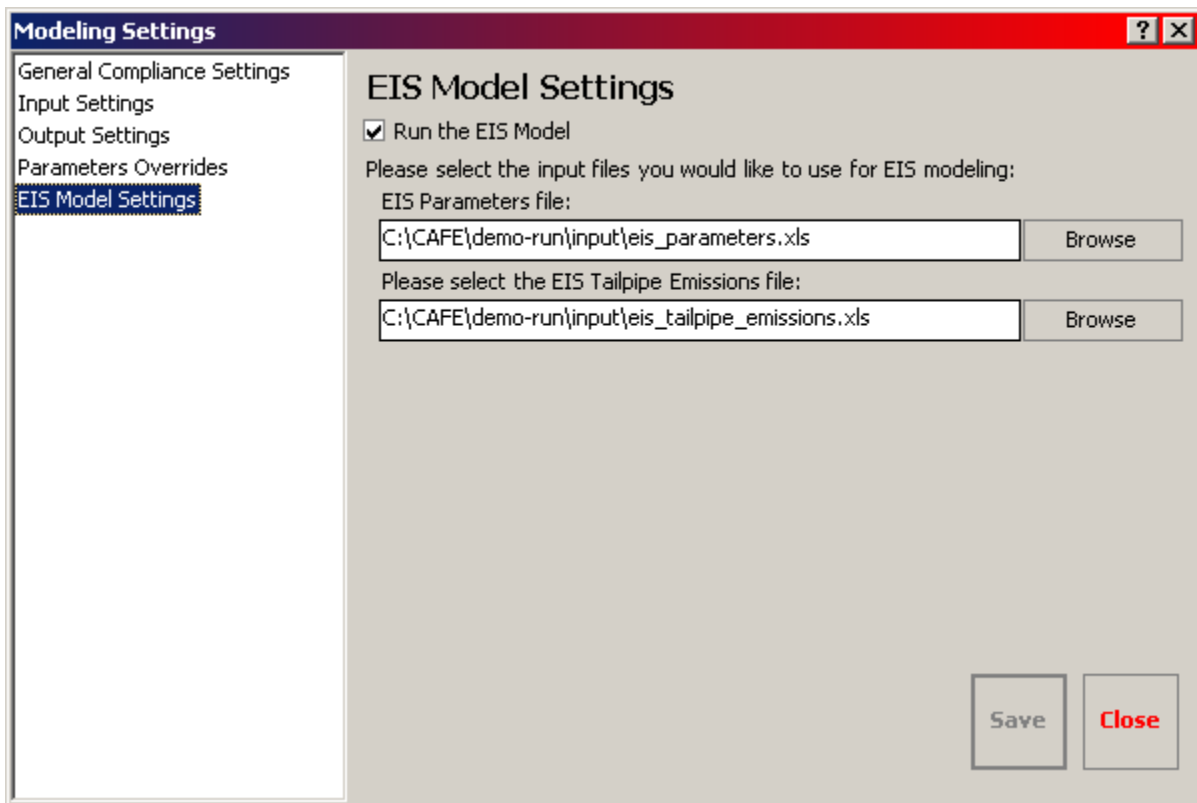 Modeling Settings
General Compliance Settings
Input Settings
Output Settings
Parameters Overrides
EIS Model Settings
EIS Model Settings
Run the EIS Model
Please select the input files you would like to use for EIS modeling:
EIS Parameters file:
C:\CAFE\demo-run\input\eis_parameters.xls
Browse
Please select the EIS Tailpipe Emissions file:
C:\CAFE\demo-run\input\eis_tailpipe_emissions.xls
Browse
Save
Close